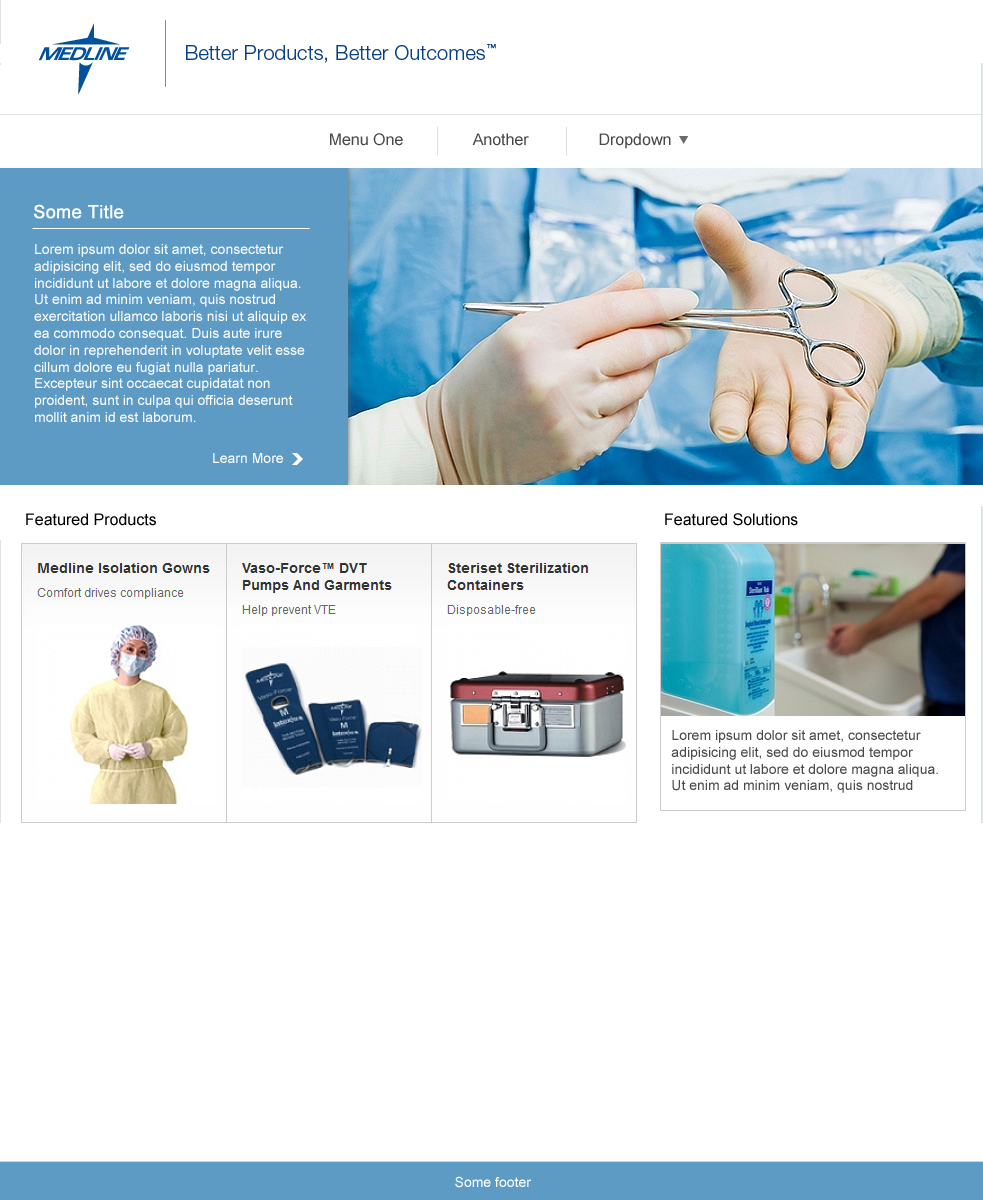 MEDLINE
Better Products, Better Outcomes™
Menu One
Another
Dropdown
Some Title
Lorem ipsum dolor sit amet, consectetur
adipisicing elit, sed do eiusmod tempor
incididunt ut labore et dolore magna aliqua.
Ut enim ad minim veniam, quis nostrud
exercitation ullamco laboris nisi ut aliquip ex
ea commodo consequat. Duis aute irure
dolor in reprehenderit in voluptate velit esse
cillum dolore eu fugiat nulla pariatur.
Excepteur sint occaecat cupidatat non
proident, sunt in culpa qui officia deserunt
mollit anim id est laborum.
Learn More
Featured Products
Medline Isolation Gowns
Comfort drives compliance
Vaso-Force™ DVT
Pumps And Garments
Help prevent VTE
Vaso-Force
M
Vaso-Force
M
Steriset Sterilization
Containers
Disposable-free
Featured Solutions
Sterillium Rub
Lorem ipsum dolor sit amet, consectetur
adipisicing elit, sed do eiusmod tempor
incididunt ut labore et dolore magna aliqua.
Ut enim ad minim veniam, quis nostrud
Some footer